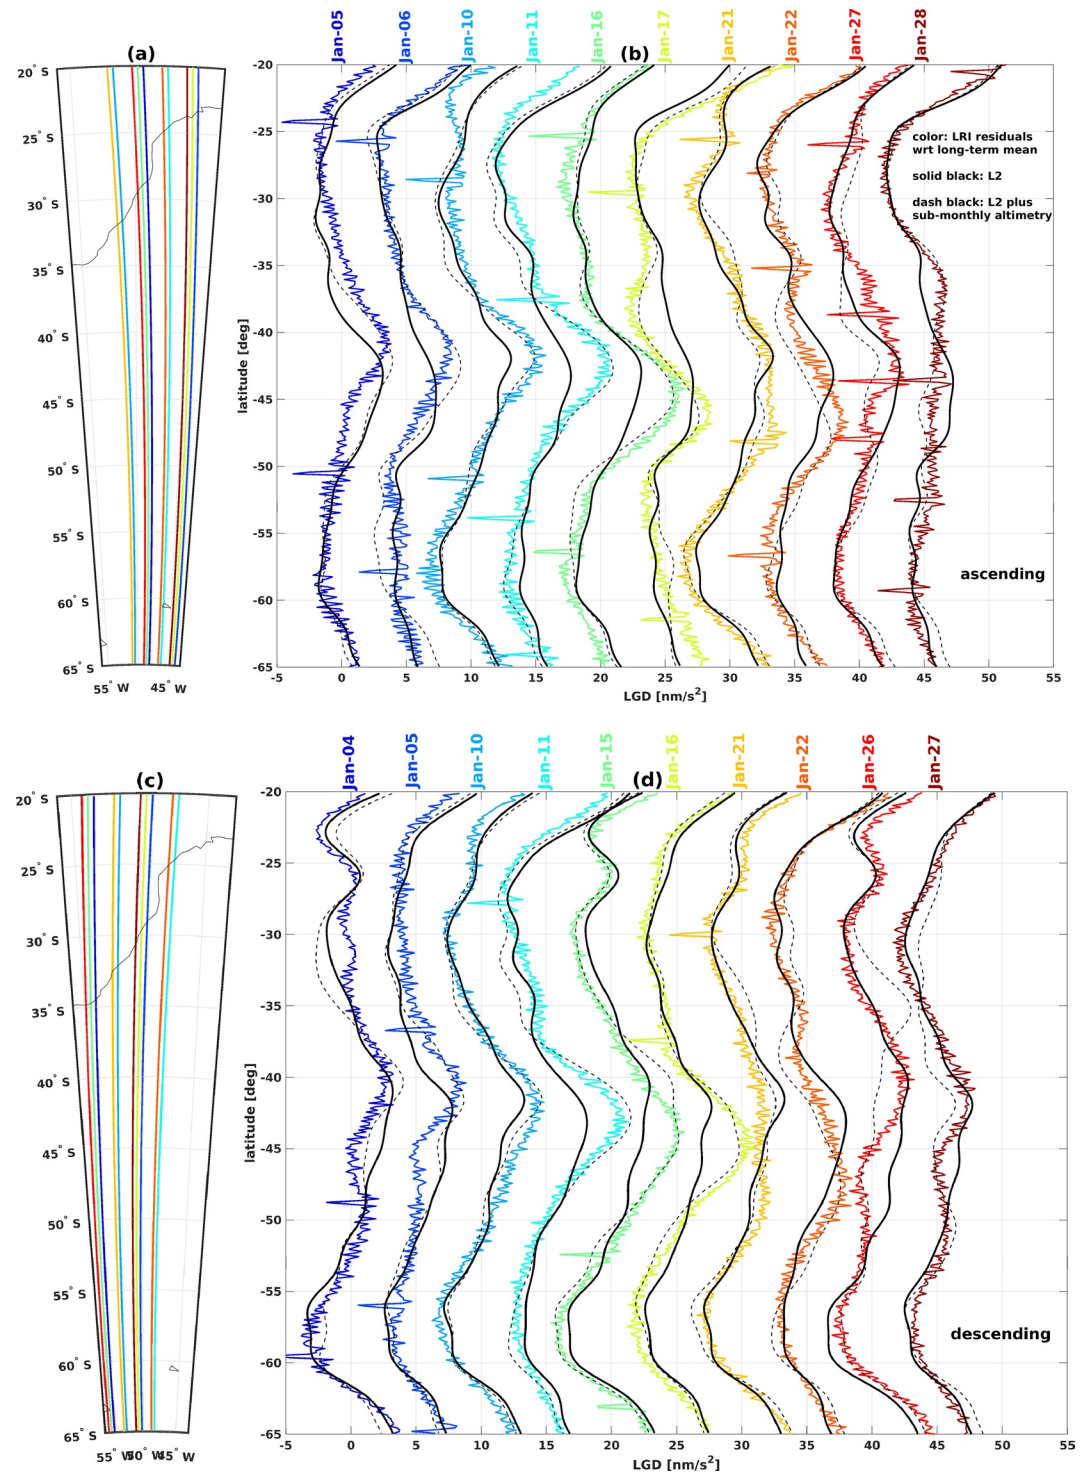 (a)
20° S
25° S
30° S
35° S
40° S
45° S
50° S
55° S
60° S
65° S
55° W
45° W
Jan-05
Jan-06
Jan-10
Jan-11
Jan-16
Jan-17
Jan-21
Jan-22
Jan-27
Jan-28
(b)
-20
-25
-30
-35
-40
-45
-50
-55
-60
-65
latitude [deg]
color: LRI residuals
wrt long-term mean
solid black: L2
dash black: L2 plus
sub-monthly altimetry
ascending
-5
0
5
10
15
20
25
30
35
40
45
50
55
LGD [nm/s²]
(c)
20° S
25° S
30° S
35° S
40° S
45° S
50° S
55° S
60° S
65° S
55° W
50° W
45° W
Jan-04
Jan-05
Jan-10
Jan-11
Jan-15
Jan-16
Jan-21
Jan-22
Jan-26
Jan-27
(d)
-20
-25
-30
-35
-40
-45
-50
-55
-60
-65
latitude [deg]
descending
-5
0
5
10
15
20
25
30
35
40
45
50
55
LGD [nm/s²]